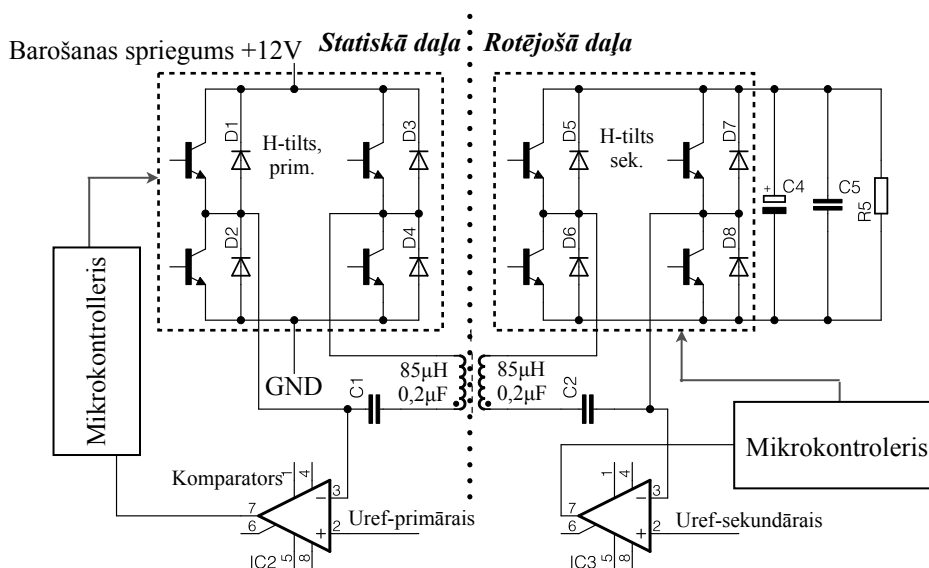 Barošanas spriegums +12V
Statiskā daļa
Rotējošā daļa
D1
H-tilts,
prim.
D3
D2
D4
D5
H-tilts
sek.
D7
D6
D8
+
C4
C5
R5
Mikrokontrolleris
GND
C1
85µH
0,2µF
85µH
0,2µF
C2
Mikrokontroleris
Komparators
1
4
3
7
6
2
5
8
IC2
Uref-primārais
1
4
3
7
6
2
5
8
IC3
Uref-sekundārais